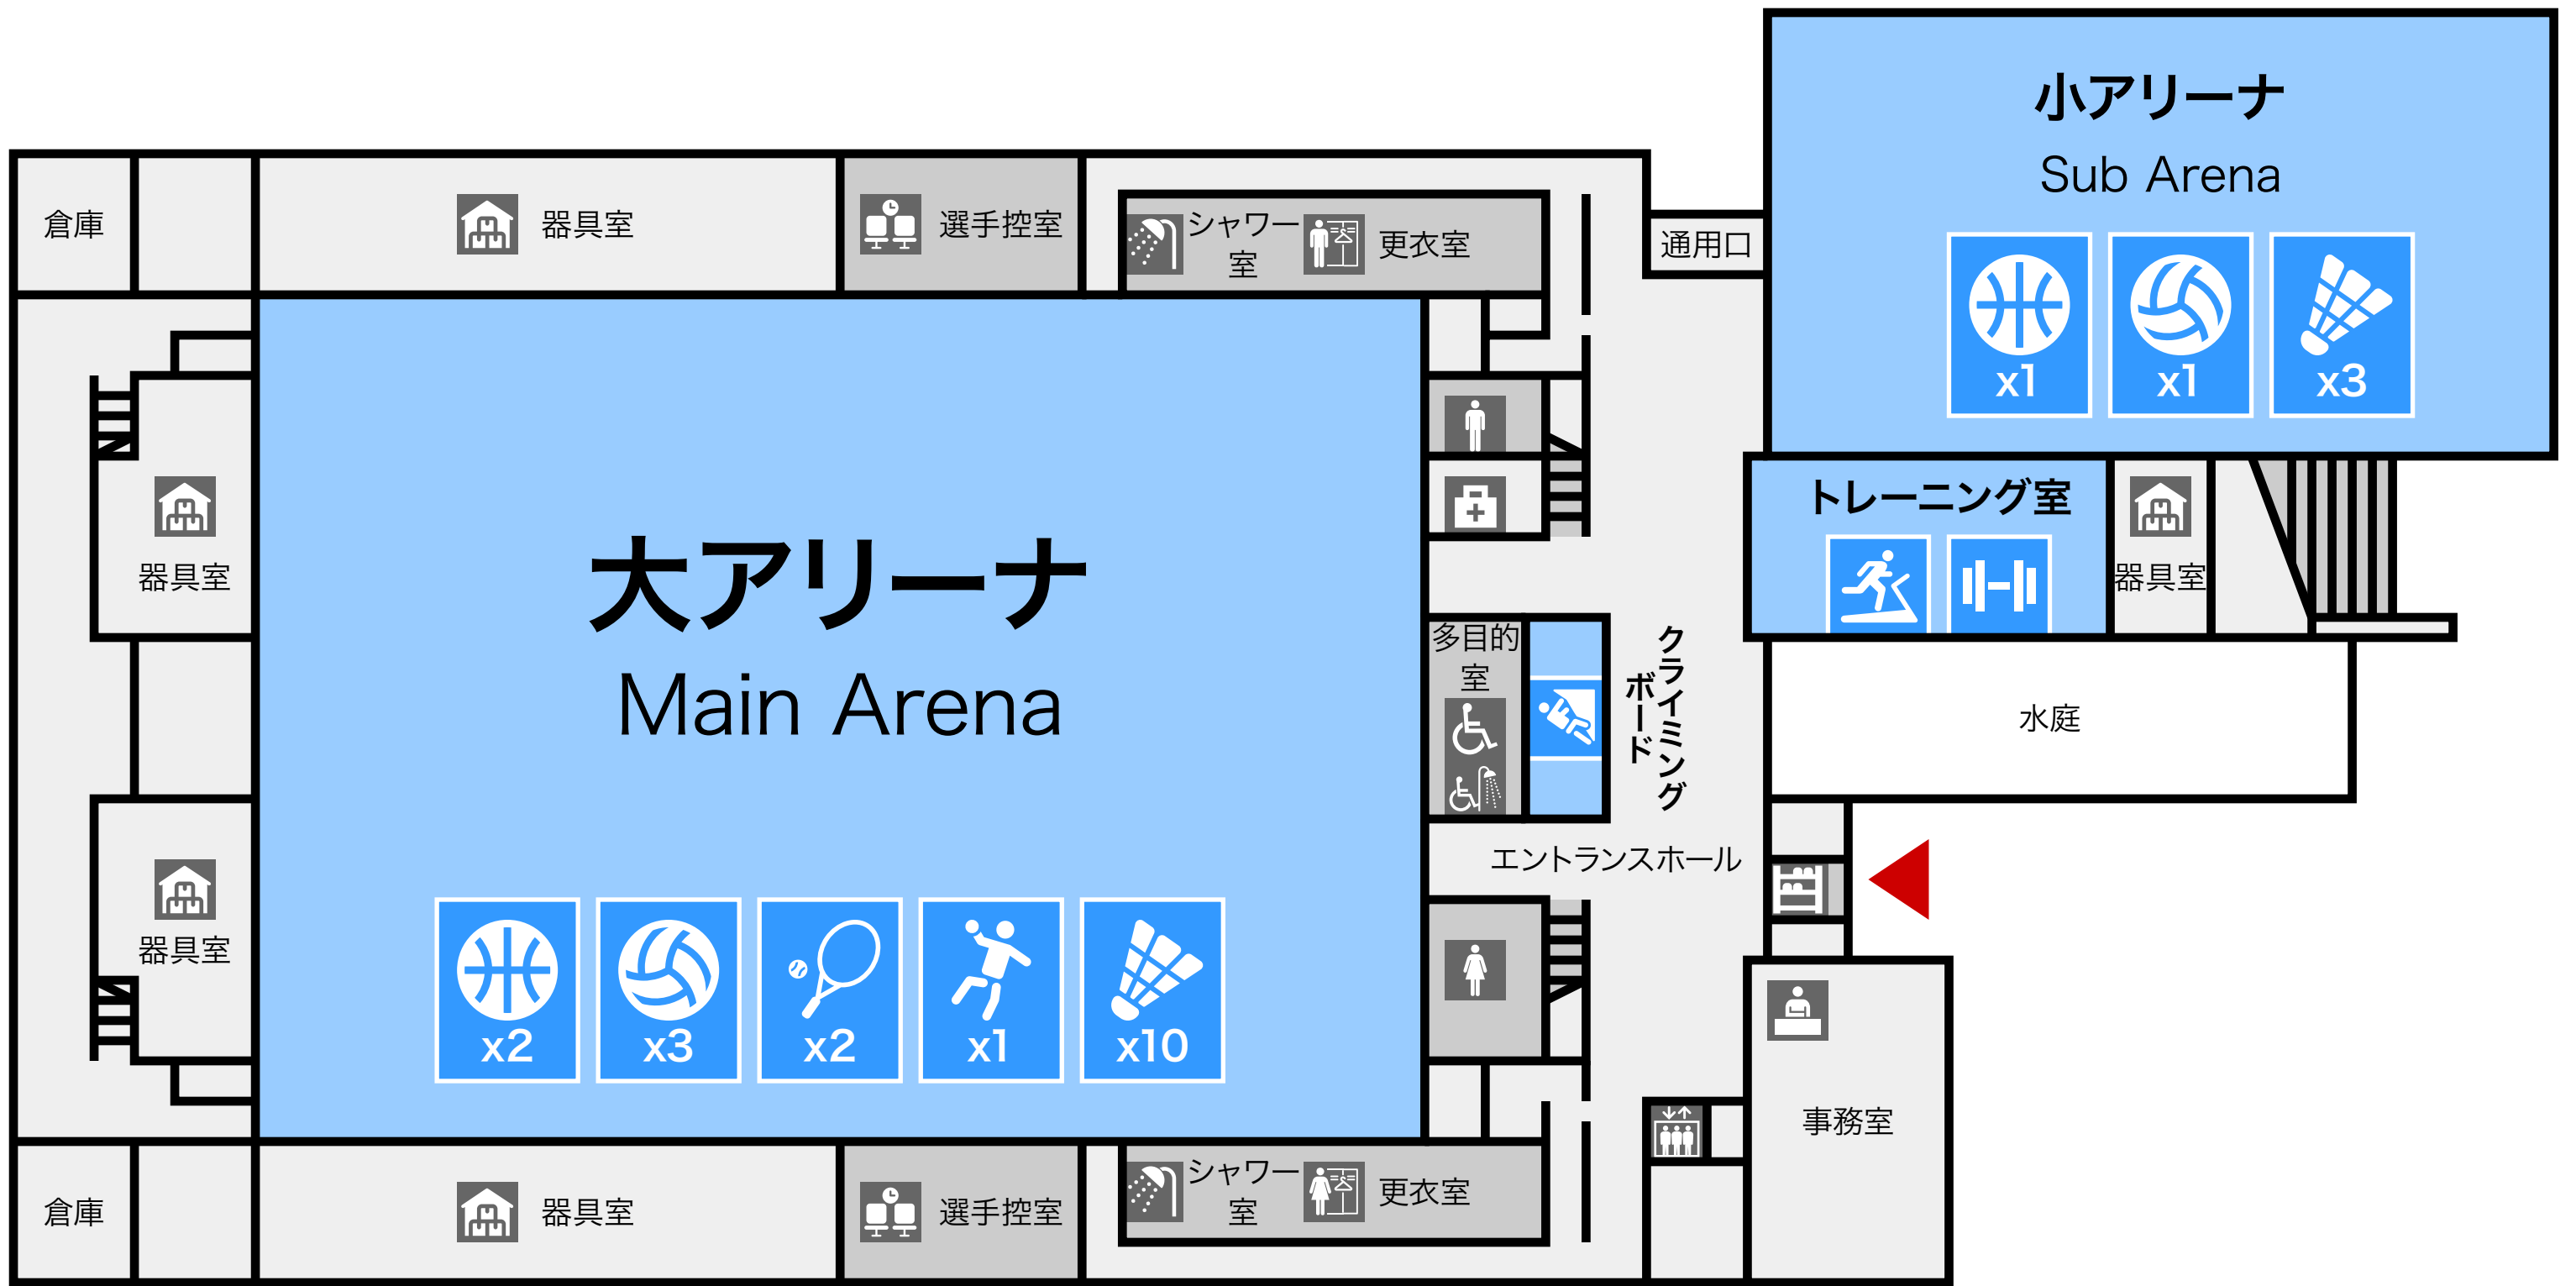 小アリーナ
Sub Arena
x1
x1
x3
倉庫
器具室
選手控室
シャワー
室
更衣室
通用口
トレーニング室
器具室
器具室
大アリーナ
Main Arena
多目的
室
クライミング
ボード
水庭
エントランスホール
器具室
x2
x3
x2
x1
x10
事務室
倉庫
器具室
選手控室
シャワー
室
更衣室